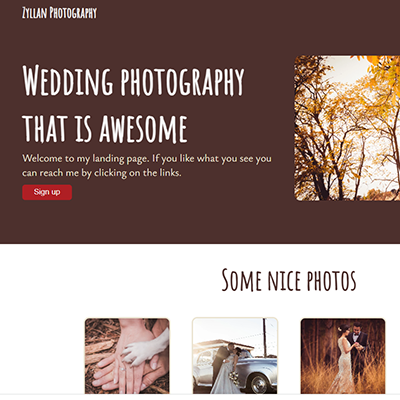 Zyllan Photography
Wedding photography
that is awesome
Welcome to my landing page. If you like what you see you
can reach me by clicking on the links.
Sign up
Some nice photos